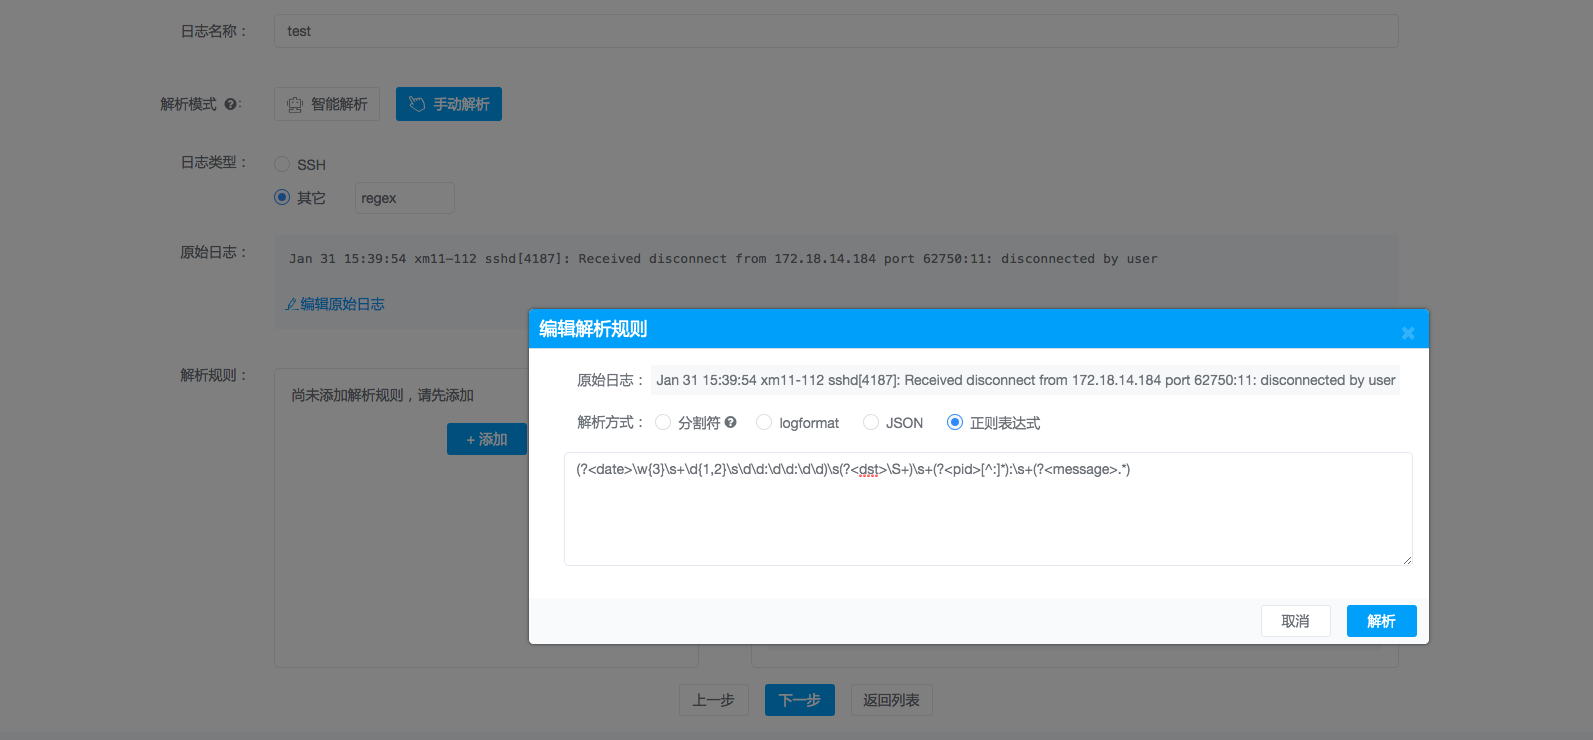 日志名称： test
解析模式 ?: 智能解析 手动解析
日志类型： SSH
其它 regex
原始日志： Jan 31 15:39:54 xm11-112 sshd[4187]: Received disconnect from 172.18.14.184 port 62750:11: disconnected by user
编辑原始日志
解析规则： 尚未添加解析规则，请先添加
+ 添加
编辑解析规则 ×
原始日志： Jan 31 15:39:54 xm11-112 sshd[4187]: Received disconnect from 172.18.14.184 port 62750:11: disconnected by user
解析方式： 分割符 ? logformat JSON 正则表达式
(?<date>\w{3}\s+\d{1,2}\s\d\d:\d\d:\d\d)\s(?<dst>\S+)\s+(?<pid>[^:]*):\s+(?<message>.*)
取消 解析
上一步 下一步 返回列表